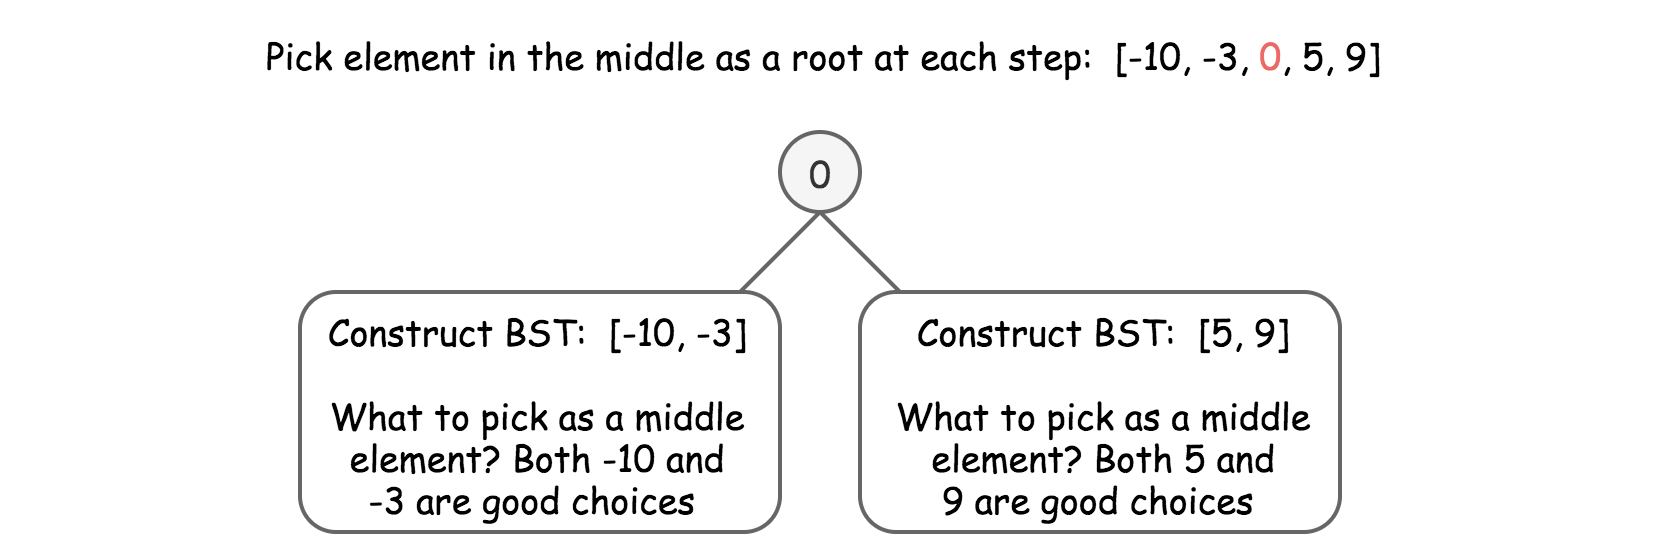 Pick element in the middle as a root at each step: [-10, -3, 0, 5, 9]
0
Construct BST: [-10, -3]
What to pick as a middle
element? Both -10 and
-3 are good choices
Construct BST: [5, 9]
What to pick as a middle
element? Both 5 and
9 are good choices